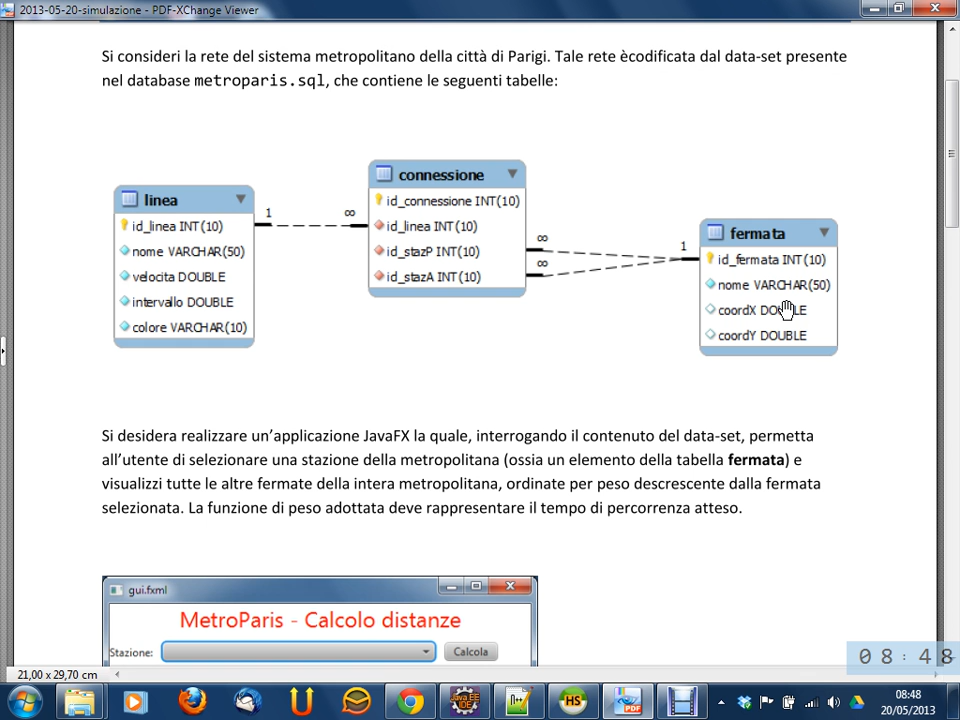 2013-05-20-simulazione - PDF-XChange Viewer
Si consideri la rete del sistema metropolitano della città di Parigi. Tale rete ècodificata dal data-set presente
nel database metroparis.sql, che contiene le seguenti tabelle:
linea
id_linea INT(10)
nome VARCHAR(50)
velocita DOUBLE
intervallo DOUBLE
colore VARCHAR(10)
1
∞
connessione
id_connessione INT(10)
id_linea INT(10)
id_stazP INT(10)
id_stazA INT(10)
∞
∞
1
fermata
id_fermata INT(10)
nome VARCHAR(50)
coordX DOUBLE
coordY DOUBLE
Si desidera realizzare un’applicazione JavaFX la quale, interrogando il contenuto del data-set, permetta
all’utente di selezionare una stazione della metropolitana (ossia un elemento della tabella fermata) e
visualizzi tutte le altre fermate della intera metropolitana, ordinate per peso descrescente dalla fermata
selezionata. La funzione di peso adottata deve rappresentare il tempo di percorrenza atteso.
gui.fxml
MetroParis - Calcolo distanze
Stazione:
Calcola
08:48
21,00 x 29,70 cm
Java EE
IDE
n++
HS
PDF
08:48
20/05/2013